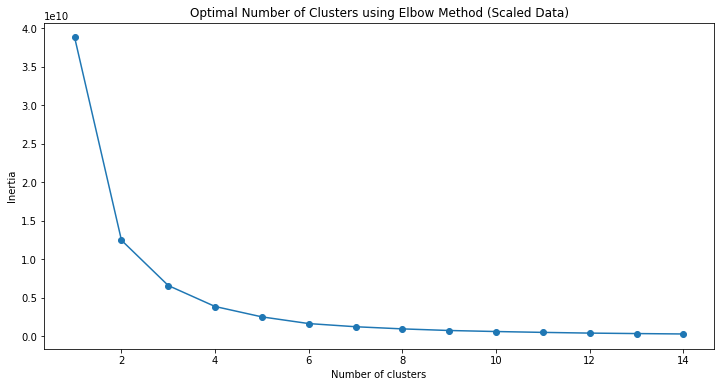 Optimal Number of Clusters using Elbow Method (Scaled Data)
1e10
4.0
3.5
3.0
2.5
2.0
1.5
1.0
0.5
0.0
Inertia
2 4 6 8 10 12 14
Number of clusters